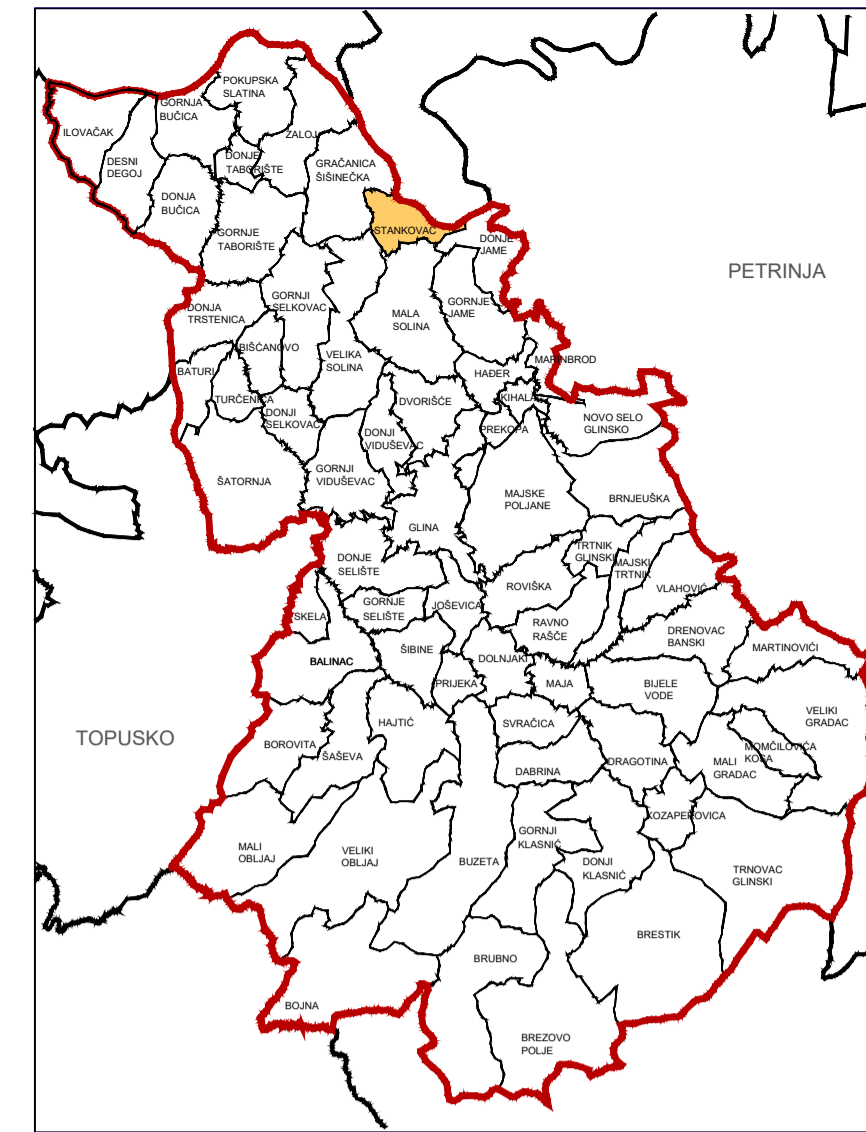 POKUPSKA
SLATINA
GORNJA
BUČICA
ILOVAČAK
ŽALOJ
DESNI
DEGOJ
DONJE
TABORIŠTE
GRAČANICA
ŠIŠINEČKA
DONJA
BUČICA
GORNJE
TABORIŠTE
STANKOVAC
DONJE
JAME
PETRINJA
DONJA
TRSTENICA
GORNJI
SELKOVAC
MALA
SOLINA
GORNJE
JAME
BIŠĆANOVO
VELIKA
SOLINA
MARINBROD
BATURI
HAĐER
TURČENICA
DVORIŠĆE
KIHALA
DONJI
SELKOVAC
NOVO SELO
GLINSKO
DONJI
VIDUŠEVAC
PREKOPA
ŠATORNJA
GORNJI
VIDUŠEVAC
MAJSKE
POLJANE
BRNJEUŠKA
GLINA
DONJE
SELIŠTE
TRTNIK
GLINSKI
MAJSKI
TRTNIK
ROVIŠKA
VLAHOVIĆ
SKELA
GORNJE
SELIŠTE
JOŠEVICA
RAVNO
RAŠČE
DRENOVAC
BANSKI
MARTINOVIĆI
BALINAC
ŠIBINE
DOLNJAKI
PRIJEKA
MAJA
BIJELE
VODE
VELIKI
GRADAC
TOPUSKO
BOROVITA
HAJTIĆ
SVRAČICA
ŠAŠEVA
DABRINA
DRAGOTINA
MALI
GRADAC
MOMČILOVIĆA
KOSA
KOZAPEROVICA
MALI
OBLJAJ
VELIKI
OBLJAJ
BUZETA
GORNJI
KLASNIĆ
DONJI
KLASNIĆ
TRNOVAC
GLINSKI
BRESTIK
BRUBNO
BOJNA
BREZOVO
POLJE